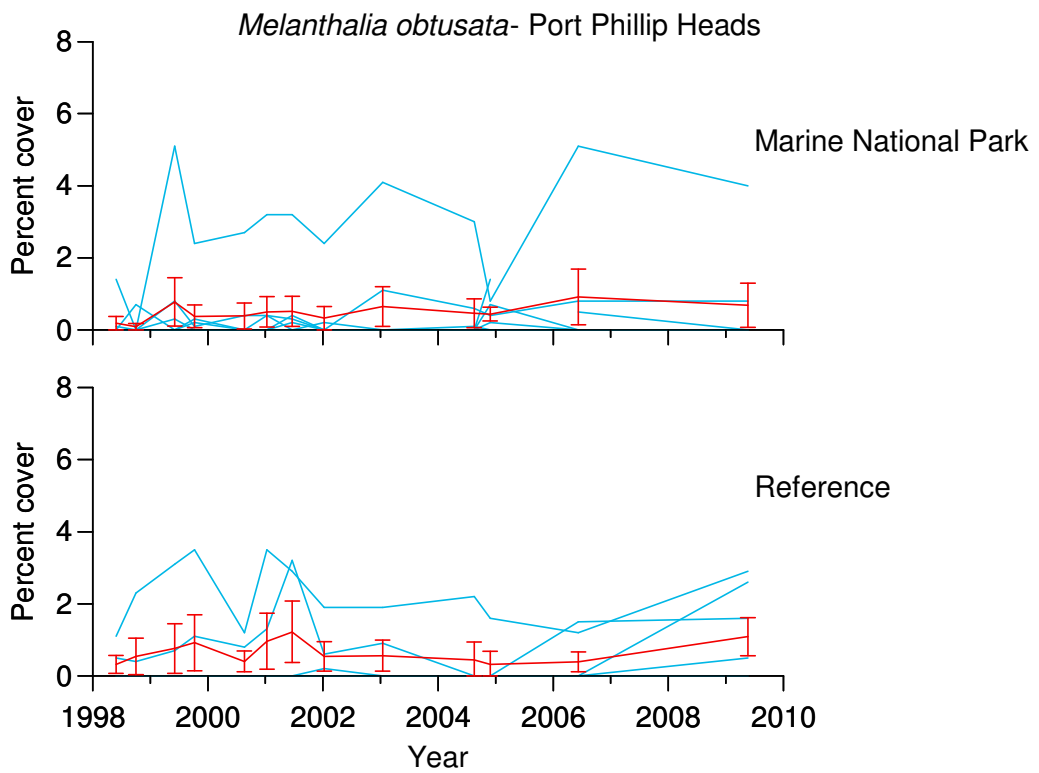 Melanthalia obtusata- Port Phillip Heads
8
6
4
2
0
Percent cover
Marine National Park
8
6
4
2
0
Percent cover
Reference
1998 2000 2002 2004 2006 2008 2010
Year